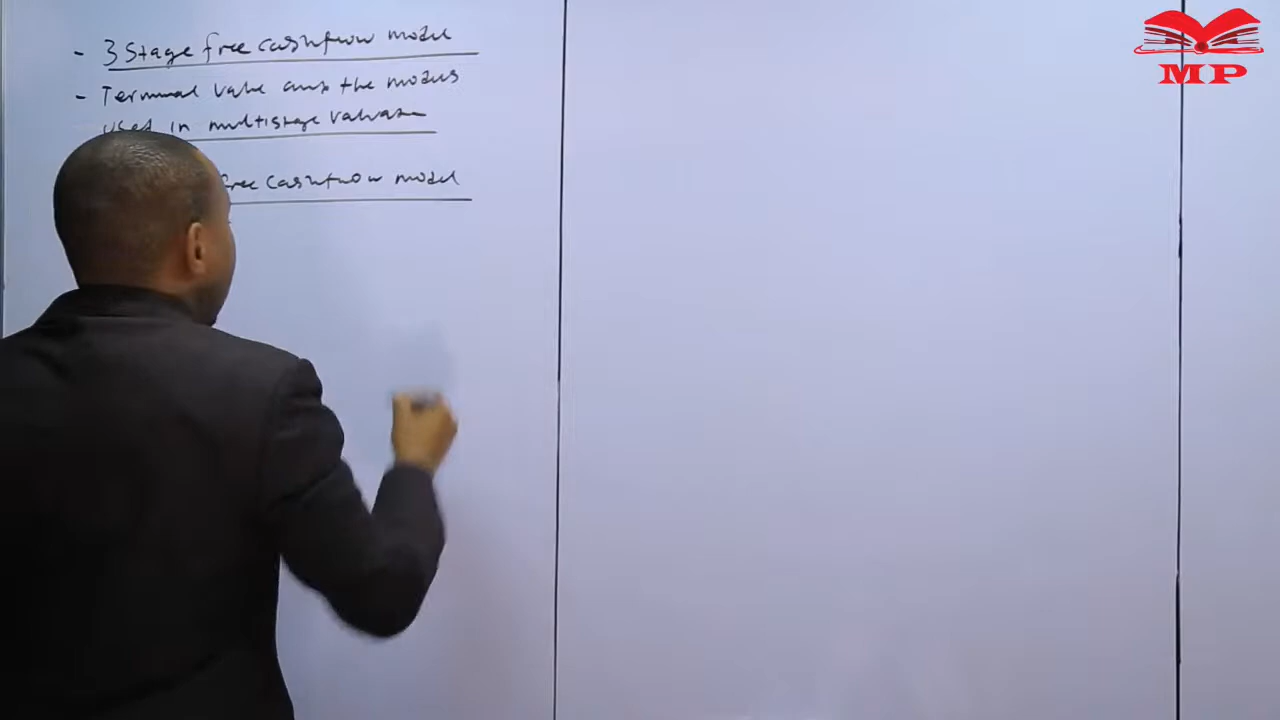 - 3 Stage free cashflow model
- Terminal value and the models
used in multistage valuation
free cashflow model
MP